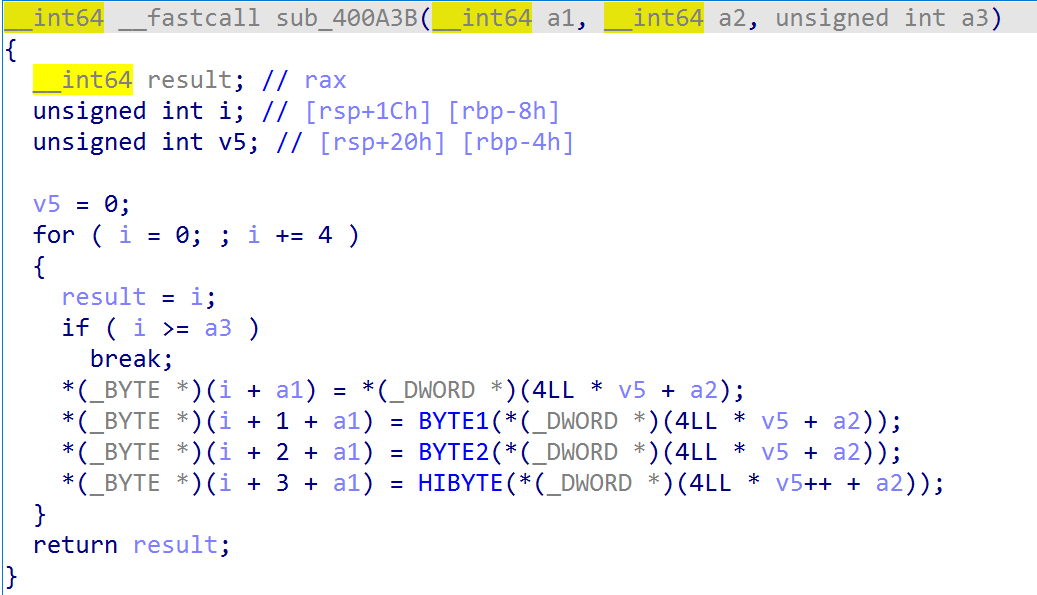 __int64 __fastcall sub_400A3B(__int64 a1, __int64 a2, unsigned int a3)
{
  __int64 result; // rax
  unsigned int i; // [rsp+1Ch] [rbp-8h]
  unsigned int v5; // [rsp+20h] [rbp-4h]

  v5 = 0;
  for ( i = 0; ; i += 4 )
  {
    result = i;
    if ( i >= a3 )
      break;
    *(_BYTE *)(i + a1) = *(_DWORD *)(4LL * v5 + a2);
    *(_BYTE *)(i + 1 + a1) = BYTE1(*(_DWORD *)(4LL * v5 + a2));
    *(_BYTE *)(i + 2 + a1) = BYTE2(*(_DWORD *)(4LL * v5 + a2));
    *(_BYTE *)(i + 3 + a1) = HIBYTE(*(_DWORD *)(4LL * v5++ + a2));
  }
  return result;
}